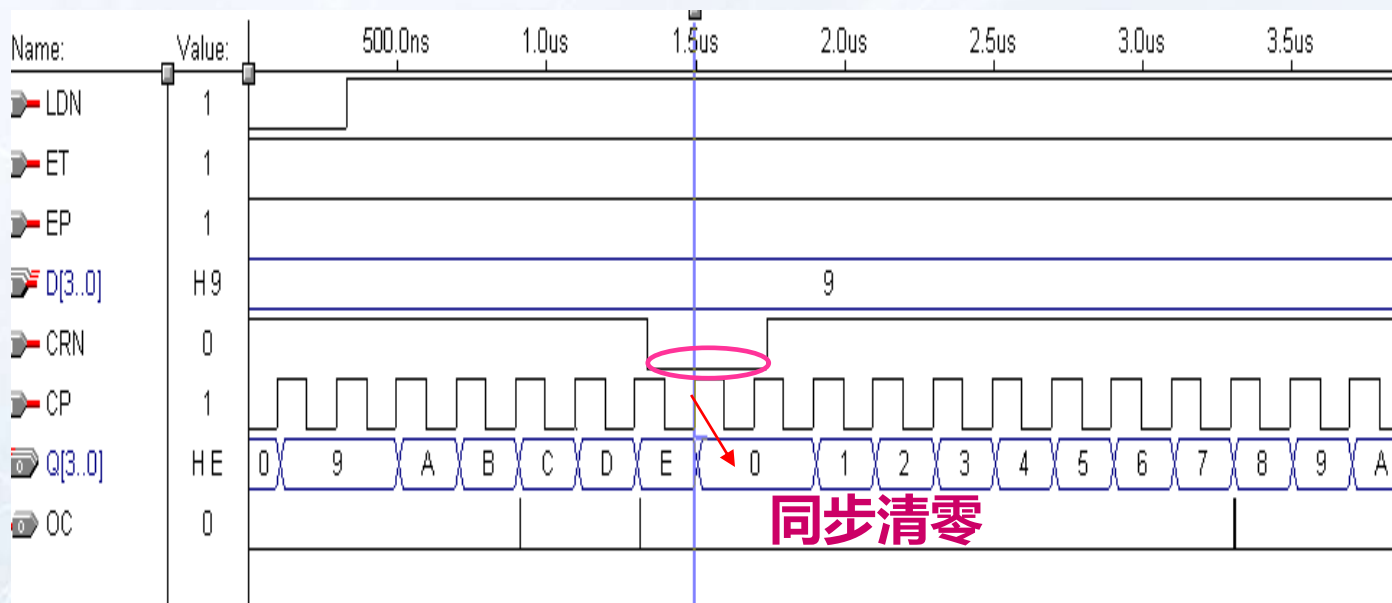 Name: Value: 500.0ns 1.0us 1.5us 2.0us 2.5us 3.0us 3.5us
LDN 1
ET 1
EP 1
D[3..0] H9 9
CRN 0
CP 1
Q[3..0] HE 0 9 A B C D E 0 1 2 3 4 5 6 7 8 9 A
OC 0
同步清零